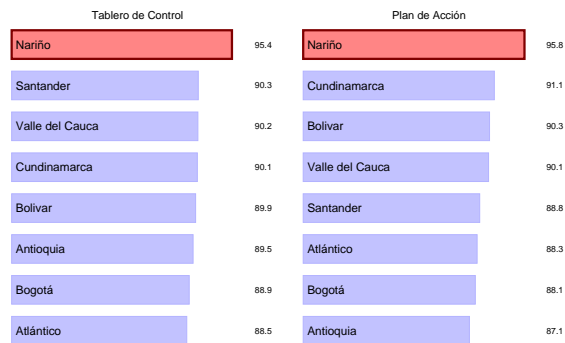 Tablero de Control
Nariño 95.4
Santander 90.3
Valle del Cauca 90.2
Cundinamarca 90.1
Bolivar 89.9
Antioquia 89.5
Bogotá 88.9
Atlántico 88.5
Plan de Acción
Nariño 95.8
Cundinamarca 91.1
Bolivar 90.3
Valle del Cauca 90.1
Santander 88.8
Atlántico 88.3
Bogotá 88.1
Antioquia 87.1